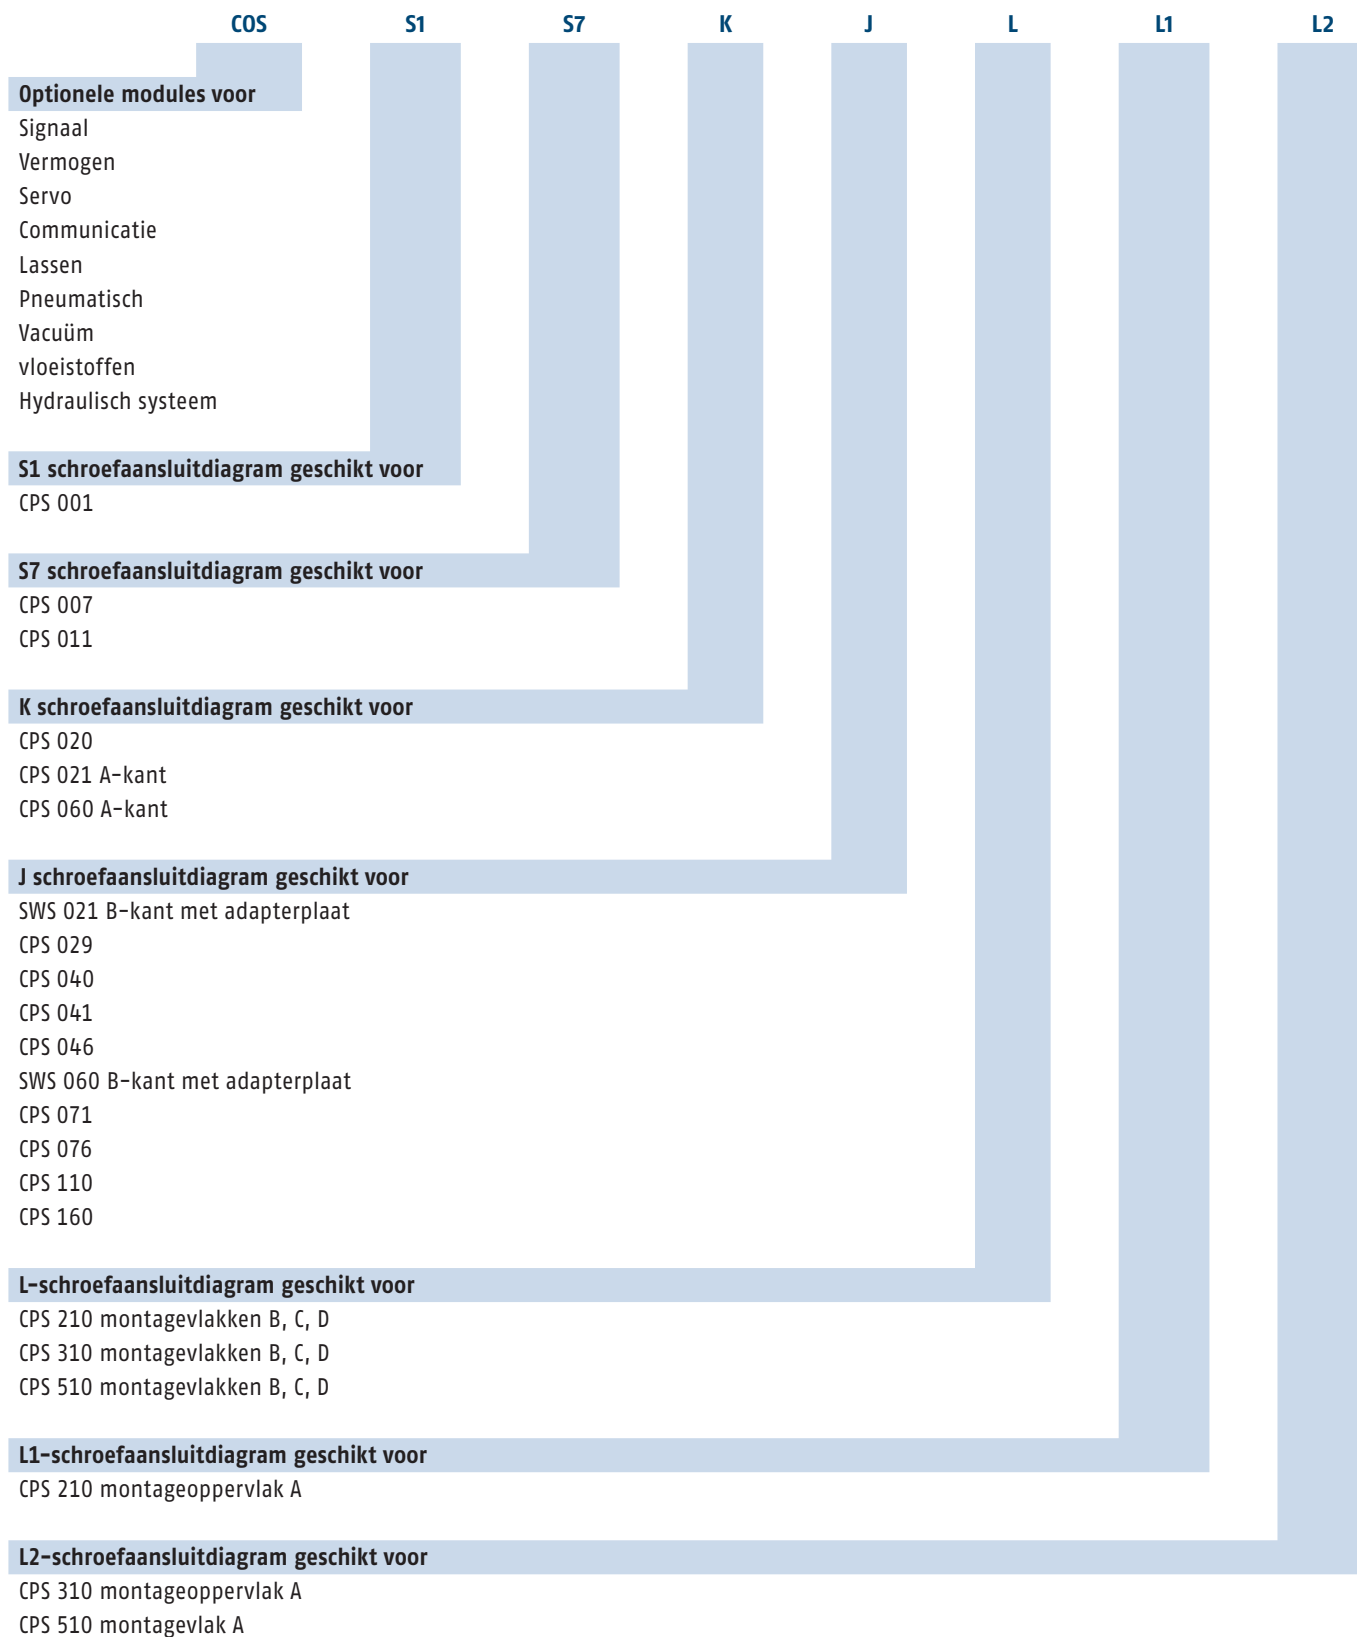 COS S1 S7 K J L L1 L2
Optionele modules voor
Signaal
Vermogen
Servo
Communicatie
Lassen
Pneumatisch
Vacuüm
vloeistoffen
Hydraulisch systeem
S1 schroefaansluitdiagram geschikt voor
CPS 001
S7 schroefaansluitdiagram geschikt voor
CPS 007
CPS 011
K schroefaansluitdiagram geschikt voor
CPS 020
CPS 021 A-kant
CPS 060 A-kant
J schroefaansluitdiagram geschikt voor
SWS 021 B-kant met adapterplaat
CPS 029
CPS 040
CPS 041
CPS 046
SWS 060 B-kant met adapterplaat
CPS 071
CPS 076
CPS 110
CPS 160
L-schroefaansluitdiagram geschikt voor
CPS 210 montagevlakken B, C, D
CPS 310 montagevlakken B, C, D
CPS 510 montagevlakken B, C, D
L1-schroefaansluitdiagram geschikt voor
CPS 210 montageoppervlak A
L2-schroefaansluitdiagram geschikt voor
CPS 310 montageoppervlak A
CPS 510 montagevlak A